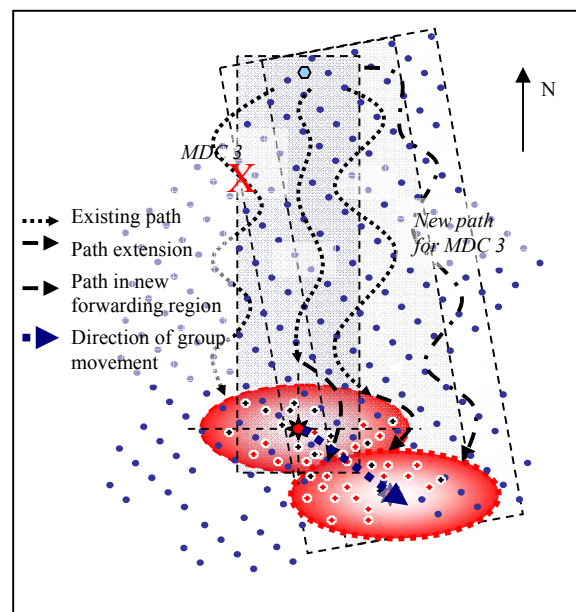 N
MDC 3
X
Existing path
Path extension
Path in new
forwarding region
Direction of group
movement
New path
for MDC 3